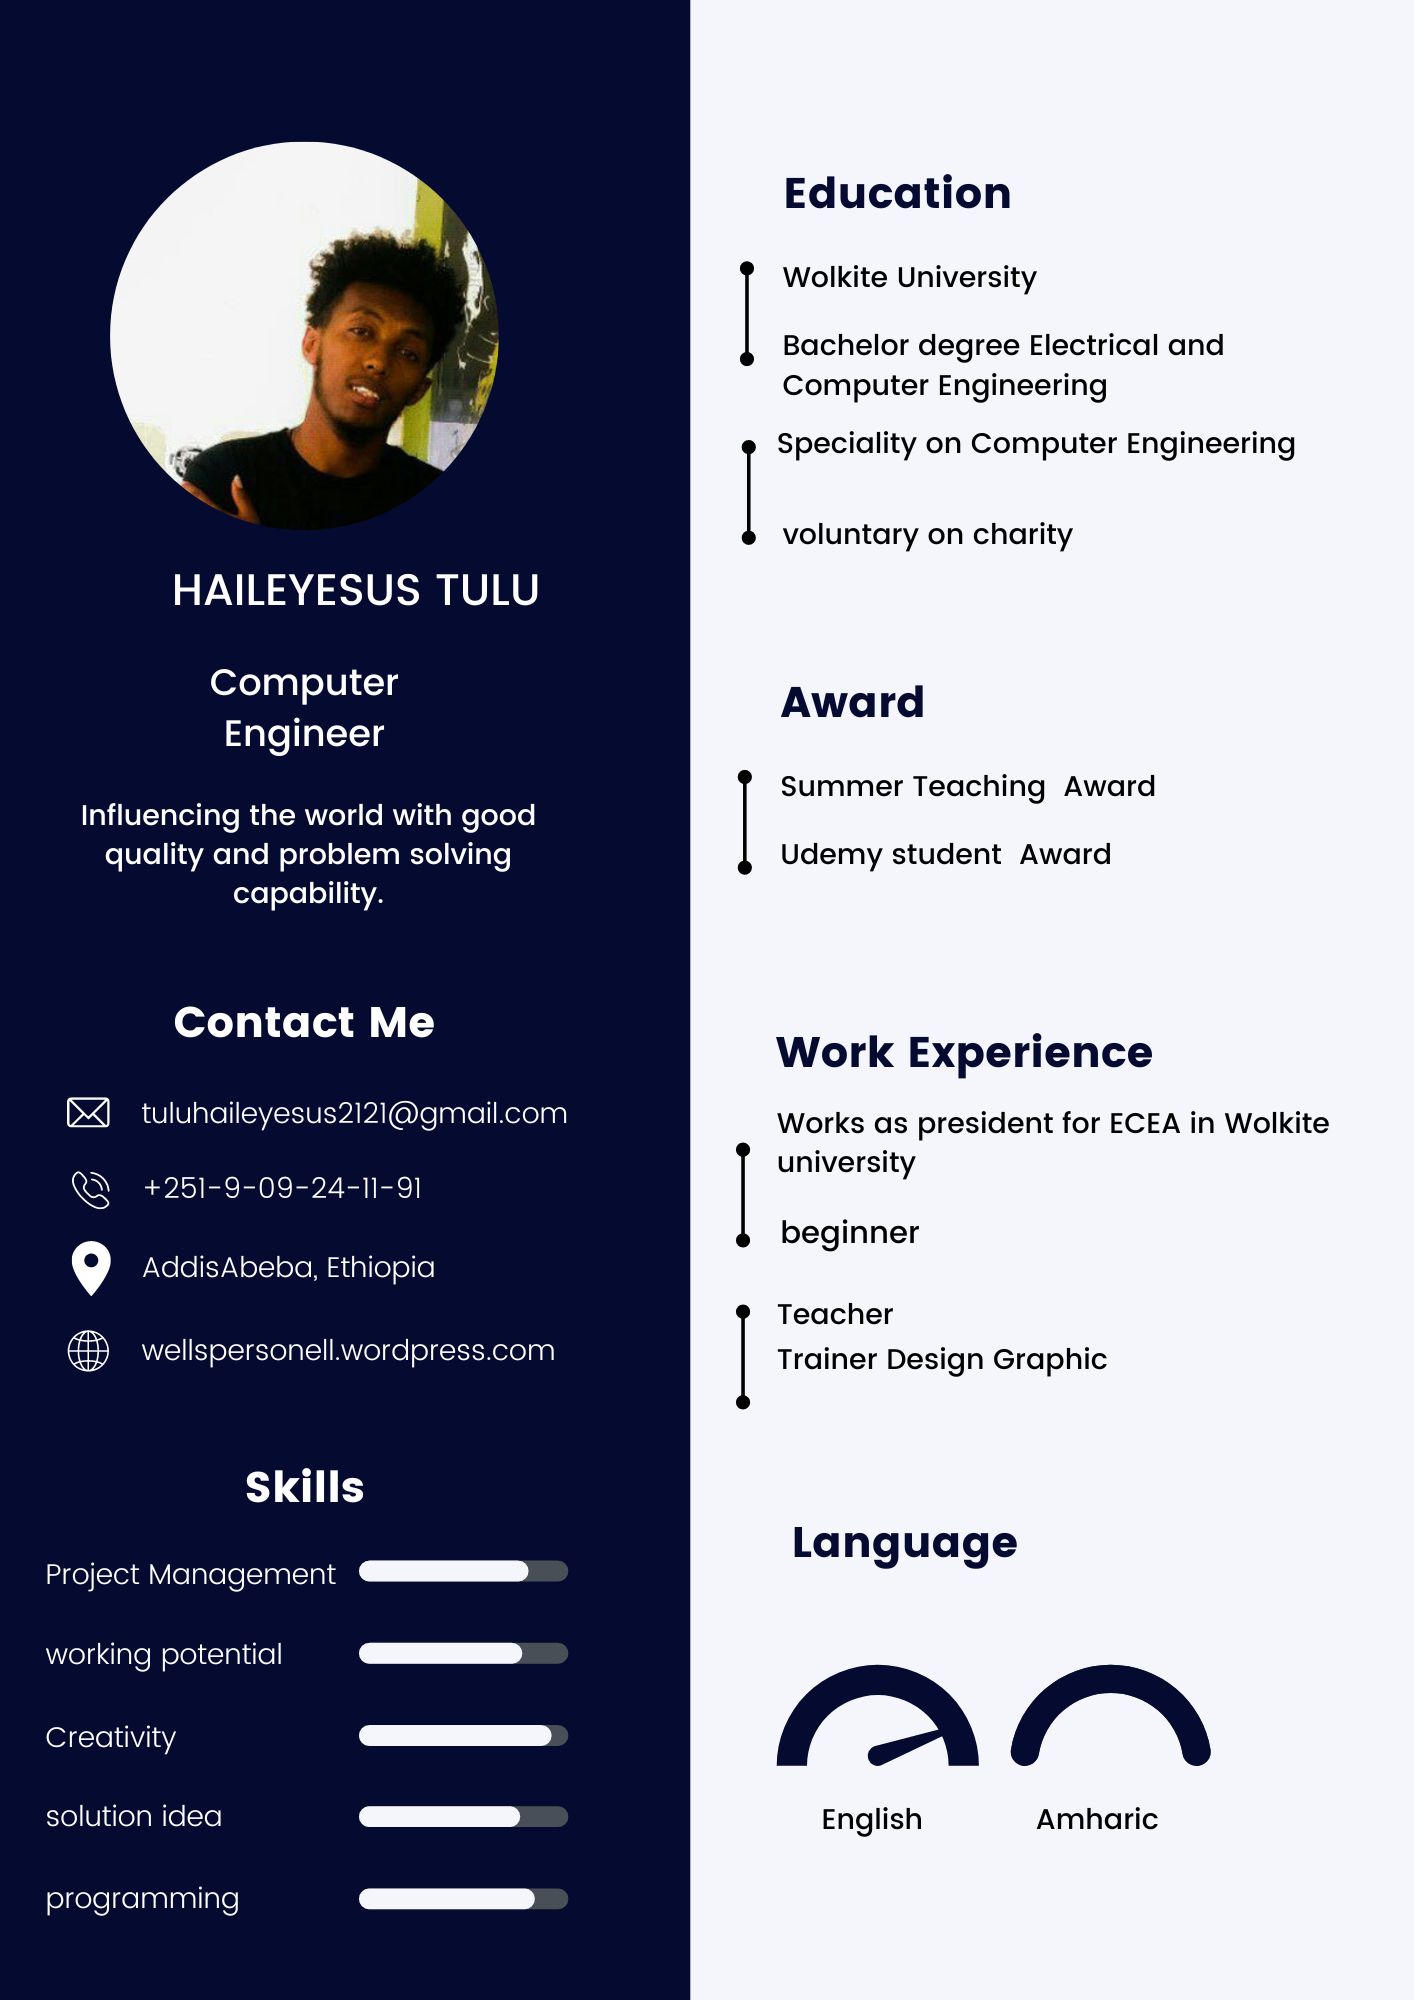 HAILEYESUS TULU
Computer
Engineer
Influencing the world with good
quality and problem solving
capability.
Contact Me
tuluhaileyesus2121@gmail.com
+251-9-09-24-11-91
AddisAbeba, Ethiopia
wellspersonell.wordpress.com
Skills
Project Management
working potential
Creativity
solution idea
programming
Education
Wolkite University
Bachelor degree Electrical and
Computer Engineering
Speciality on Computer Engineering
voluntary on charity
Award
Summer Teaching  Award
Udemy student  Award
Work Experience
Works as president for ECEA in Wolkite
university
beginner
Teacher
Trainer Design Graphic
Language
English
Amharic